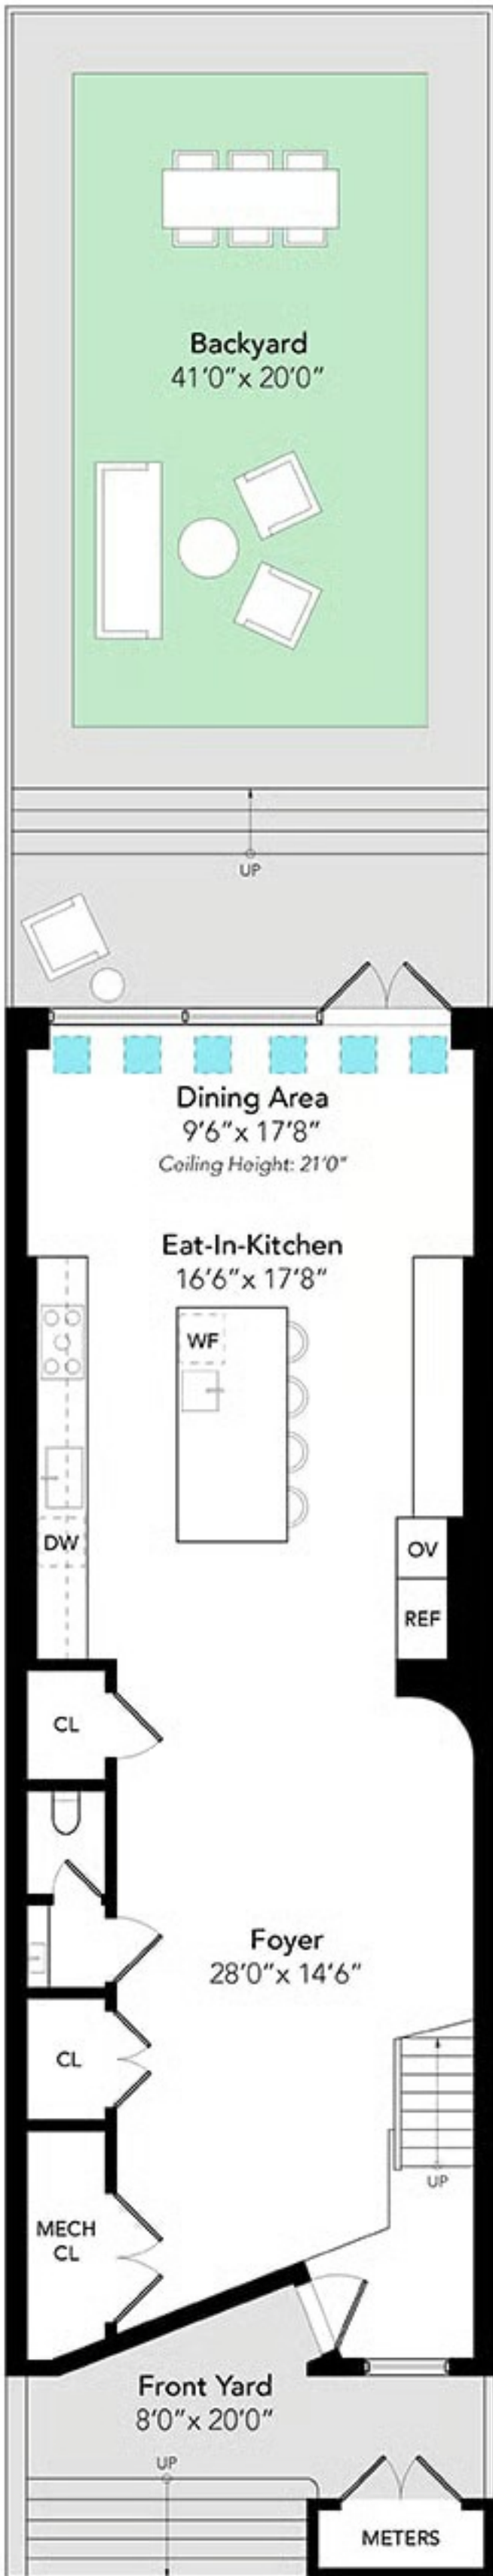 Backyard
41'0"x 20'0"
UP
Dining Area
9'6"x 17'8"
Ceiling Height: 21'0"
Eat-In-Kitchen
16'6"x 17'8"
WF
DW
OV
REF
CL
Foyer
28'0"x 14'6"
CL
UP
MECH
CL
Front Yard
8'0"x 20'0"
UP
METERS